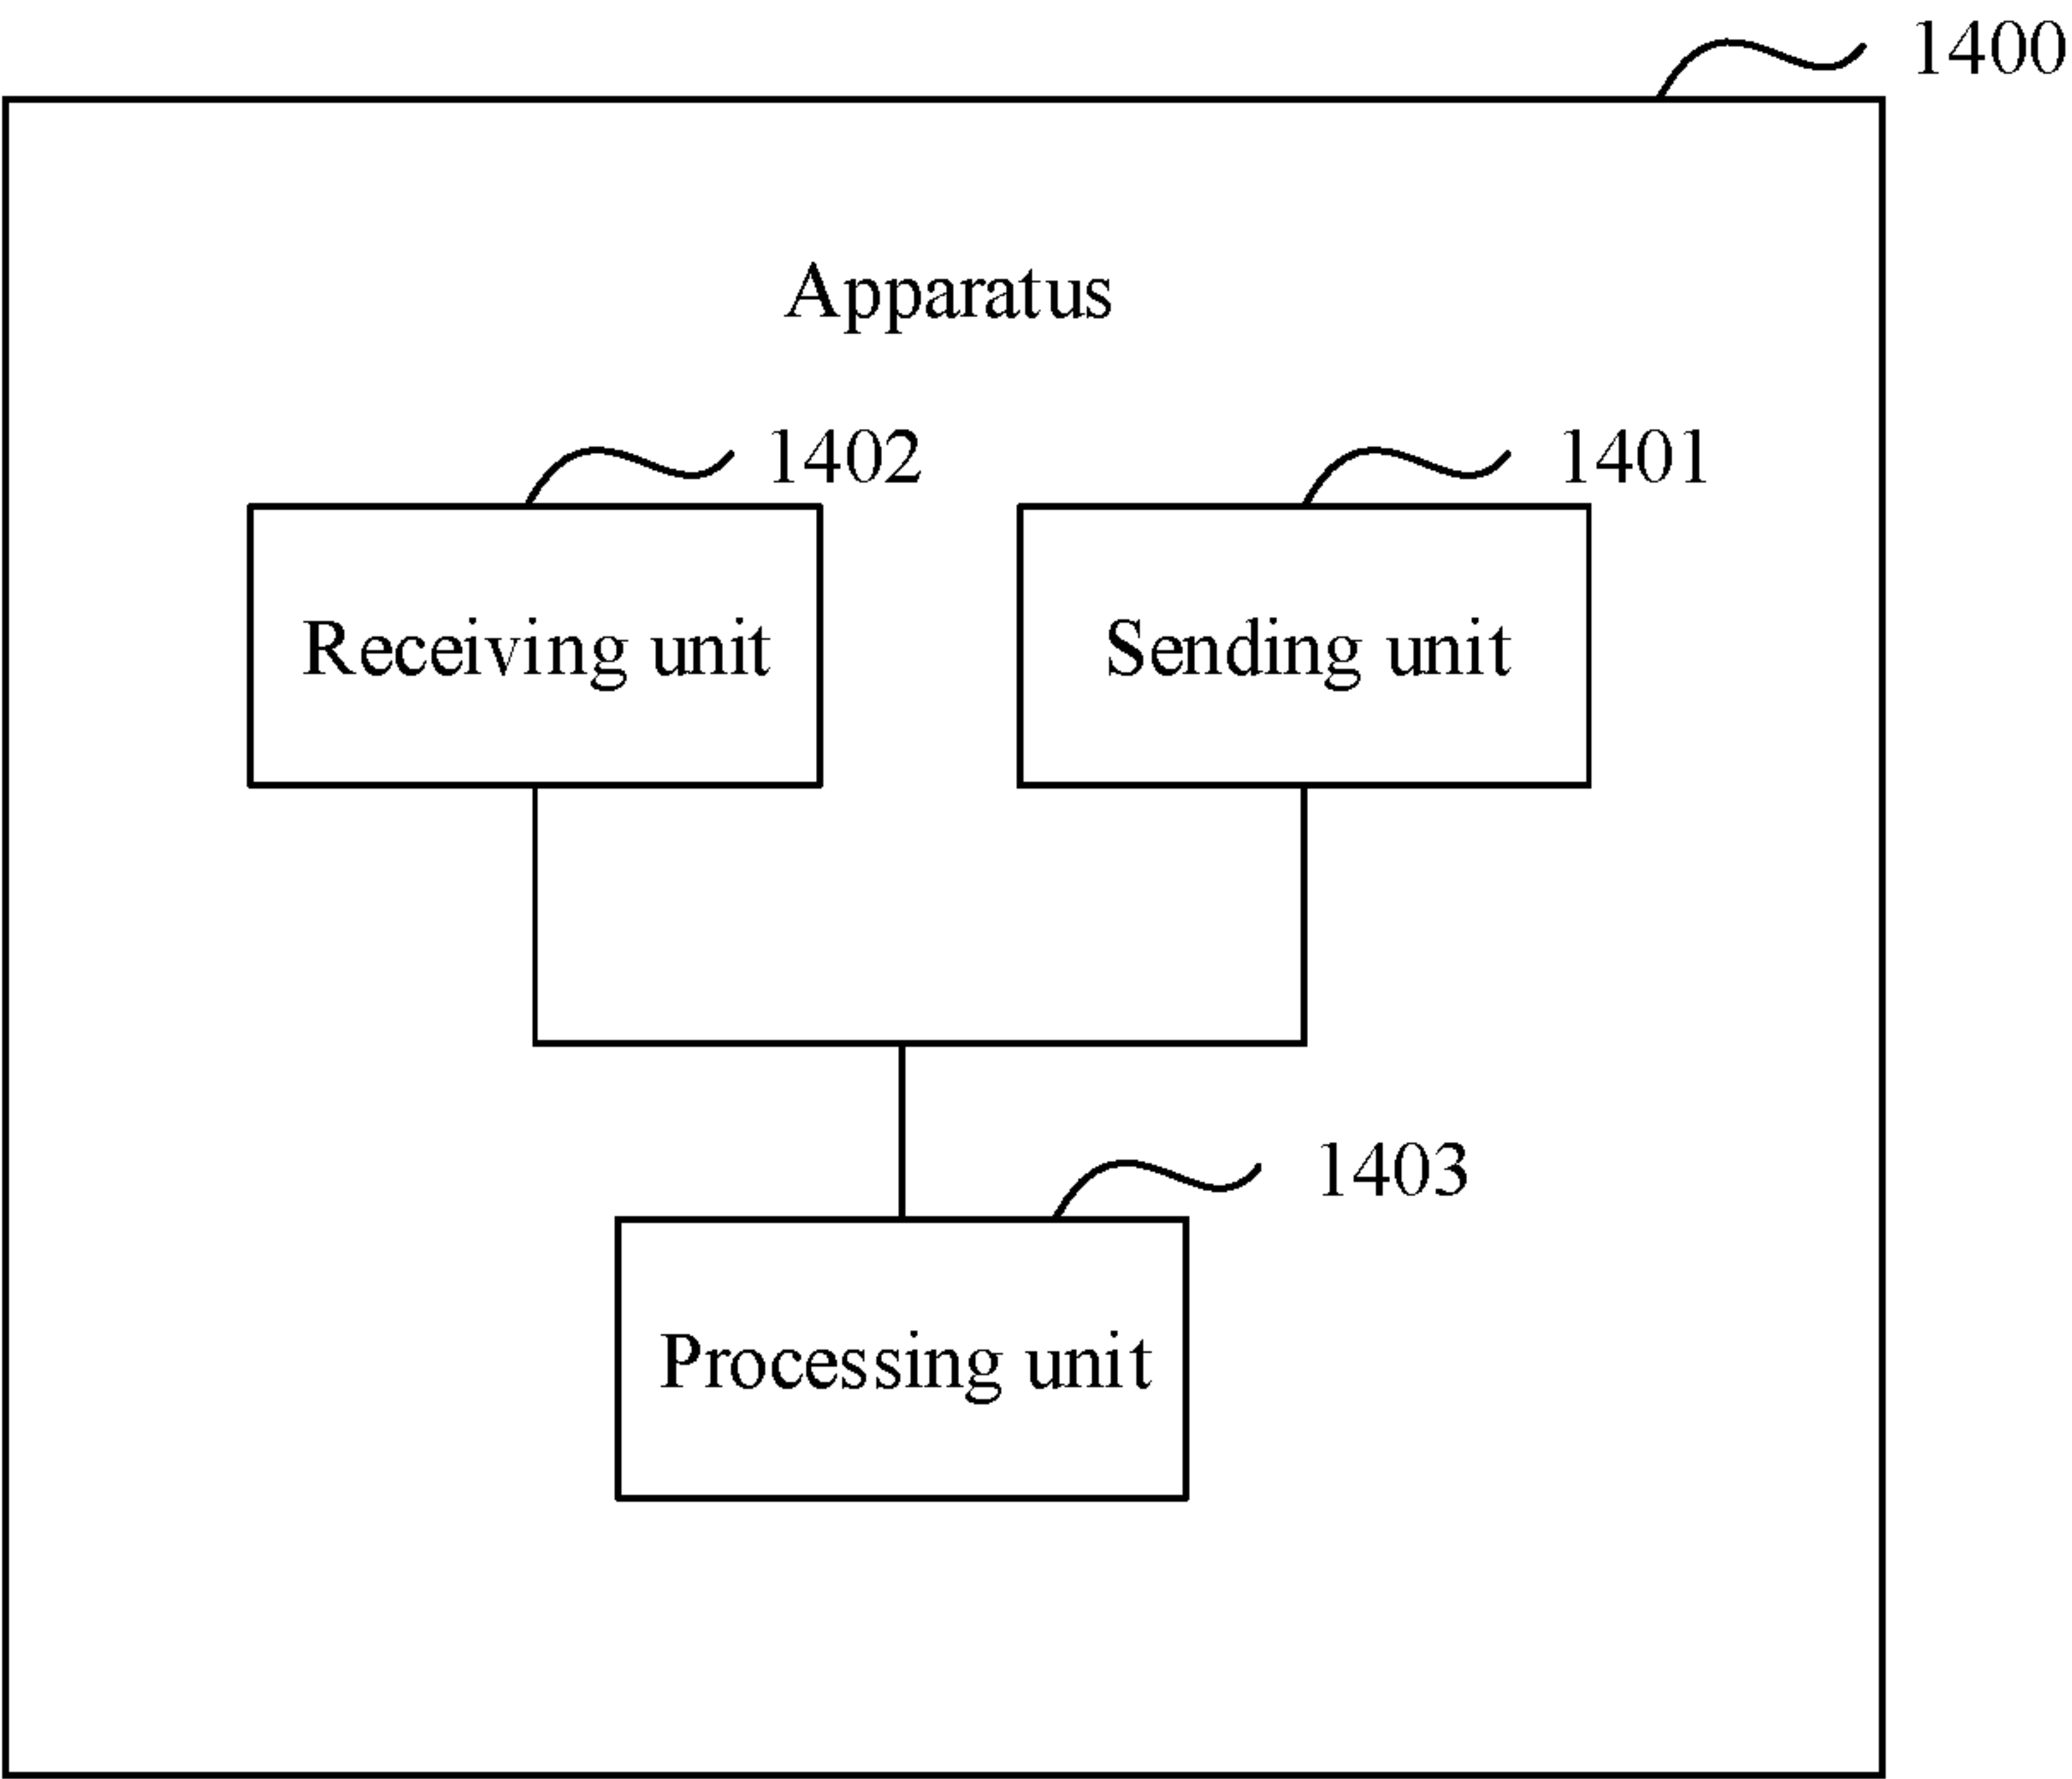 1400
Apparatus
1402
1401
Receiving unit
Sending unit
1403
Processing unit